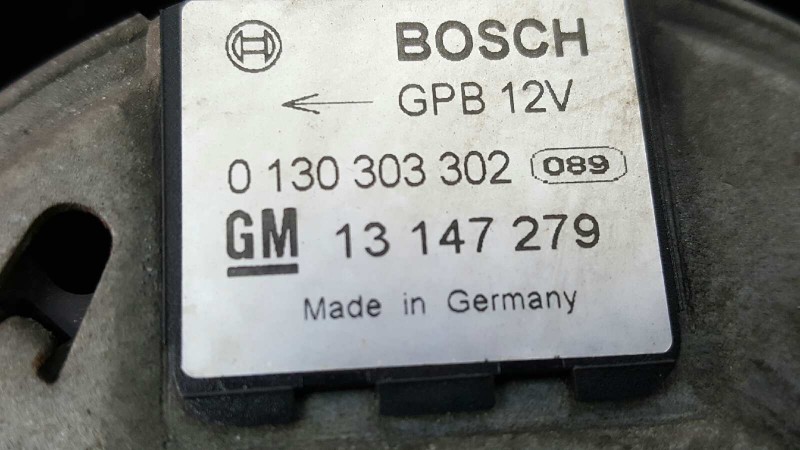 BOSCH
GPB 12V
0 130 303 302 089
GM 13 147 279
Made in Germany